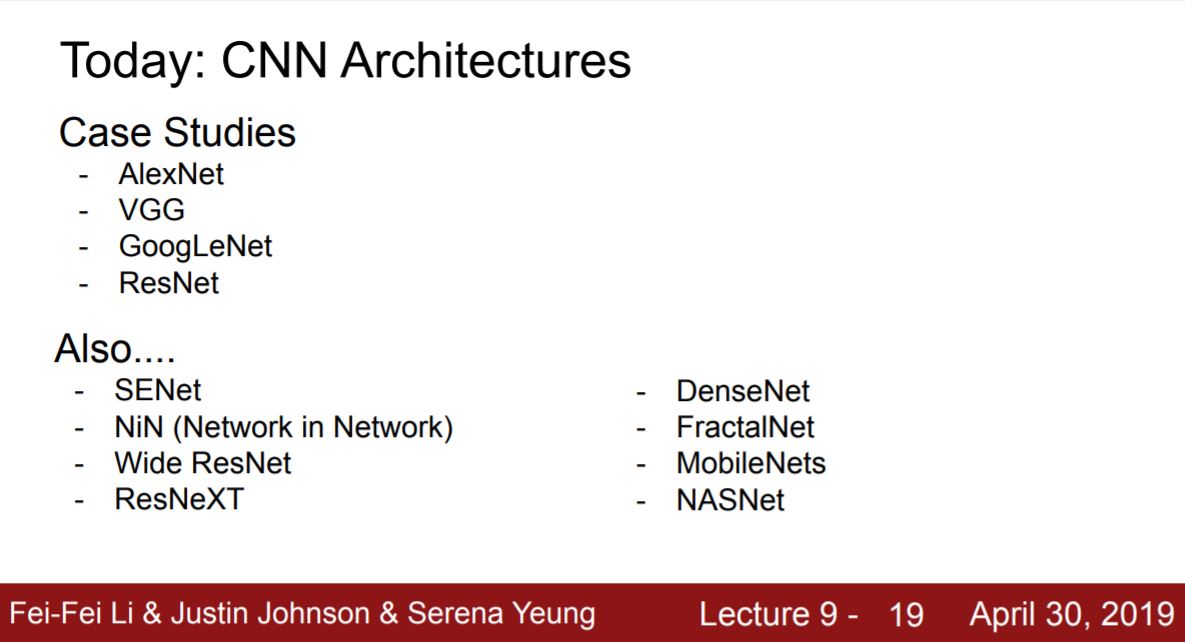 Today: CNN Architectures
Case Studies
- AlexNet
- VGG
- GoogLeNet
- ResNet
Also....
- SENet
- NiN (Network in Network)
- Wide ResNet
- ResNeXT
- DenseNet
- FractalNet
- MobileNets
- NASNet
Fei-Fei Li & Justin Johnson & Serena Yeung Lecture 9 - 19 April 30, 2019